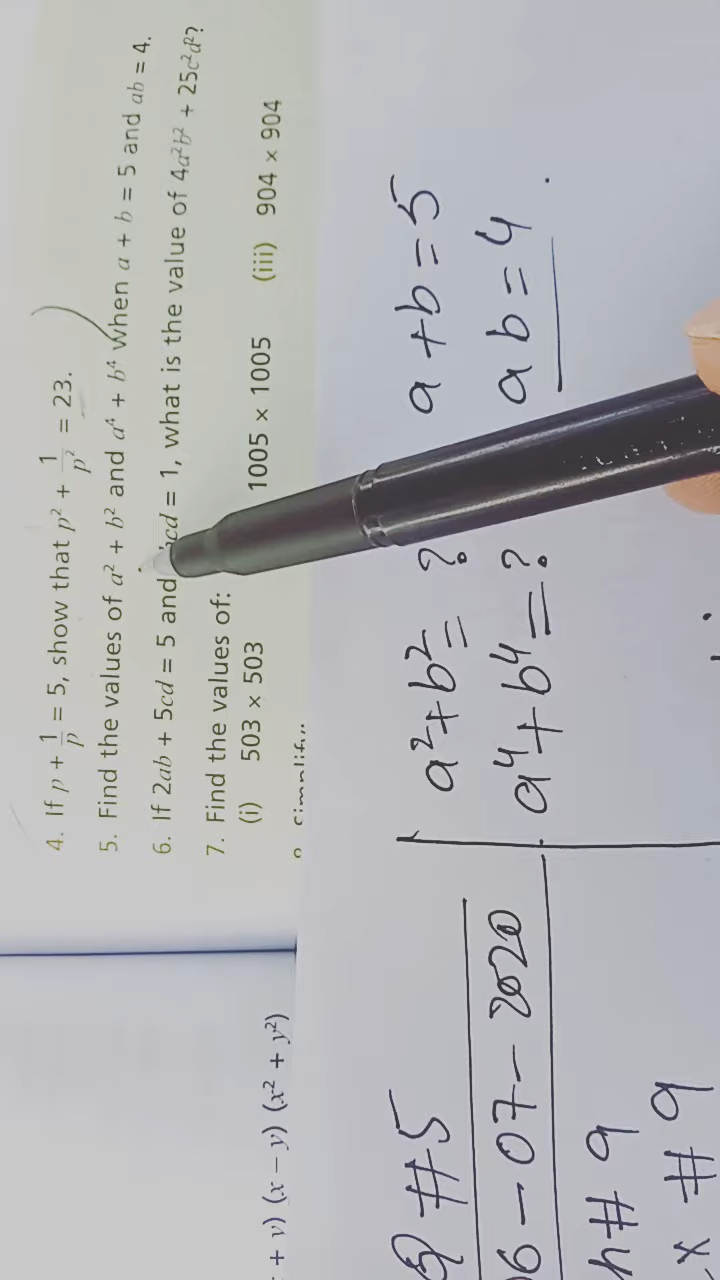 4. If p + 1/p = 5, show that p² + 1/p² = 23.
5. Find the values of a² + b² and a⁴ + b⁴ when a + b = 5 and ab = 4.
6. If 2ab + 5cd = 5 and = 1, what is the value of 4a²b² + 25c²d²?
7. Find the values of:
(i) 503 × 503 1005 × 1005 (iii) 904 × 904
(x – y) (x² + y²)
Q #5
6 – 07 – 2020
# 9
x # 9
a² + b² = ? a + b = 5
a⁴ + b⁴ = ? ab = 4